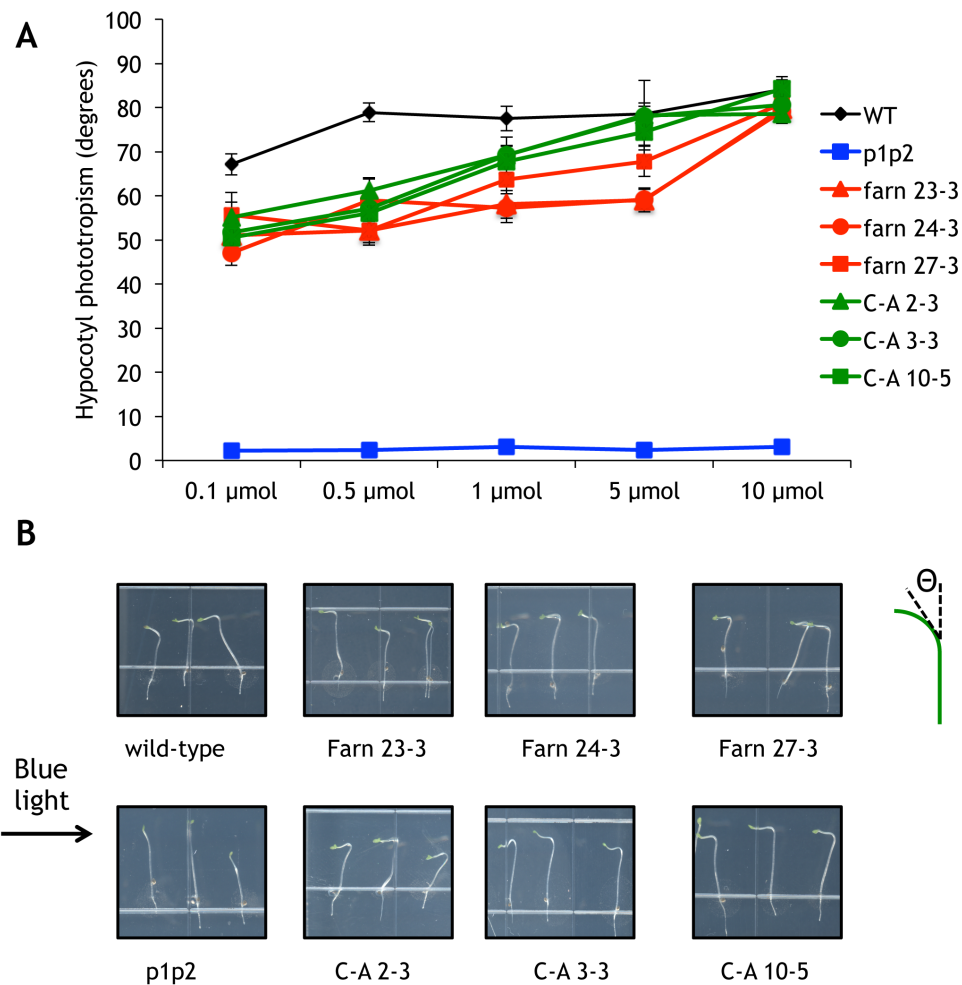 A
Hypocotyl phototropism (degrees)
100
90
80
70
60
50
40
30
20
10
0
0.1 µmol
0.5 µmol
1 µmol
5 µmol
10 µmol
WT
p1p2
farn 23-3
farn 24-3
farn 27-3
C-A 2-3
C-A 3-3
C-A 10-5
B
Θ
wild-type
Farn 23-3
Farn 24-3
Farn 27-3
Blue
light
p1p2
C-A 2-3
C-A 3-3
C-A 10-5